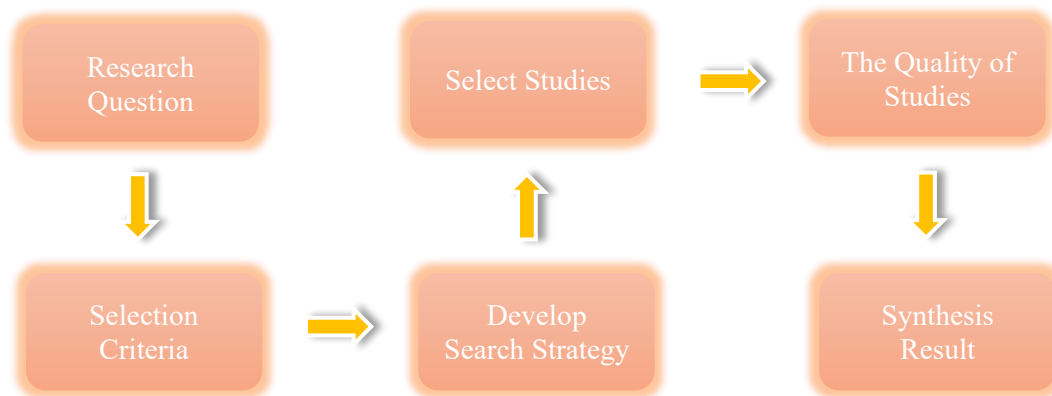 Research
Question
Selection
Criteria
Develop
Search Strategy
Select Studies
The Quality of
Studies
Synthesis
Result